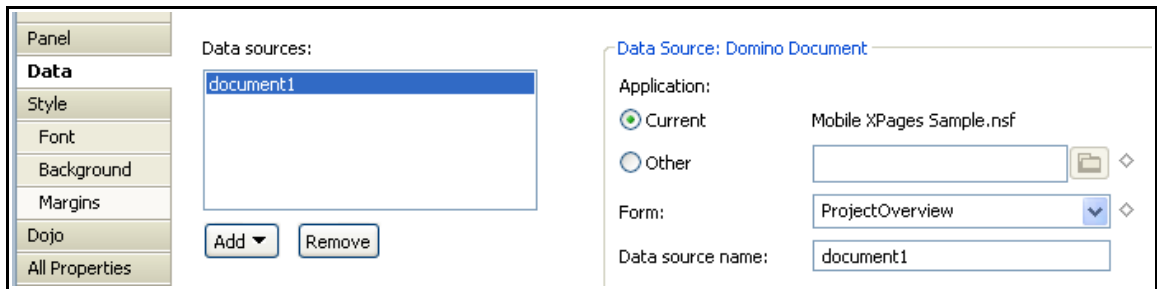 Panel
Data
Style
Font
Background
Margins
Dojo
All Properties
Data sources:
document1
Add
Remove
Data Source: Domino Document
Application:
Current Mobile XPages Sample.nsf
Other
Form: ProjectOverview
Data source name: document1